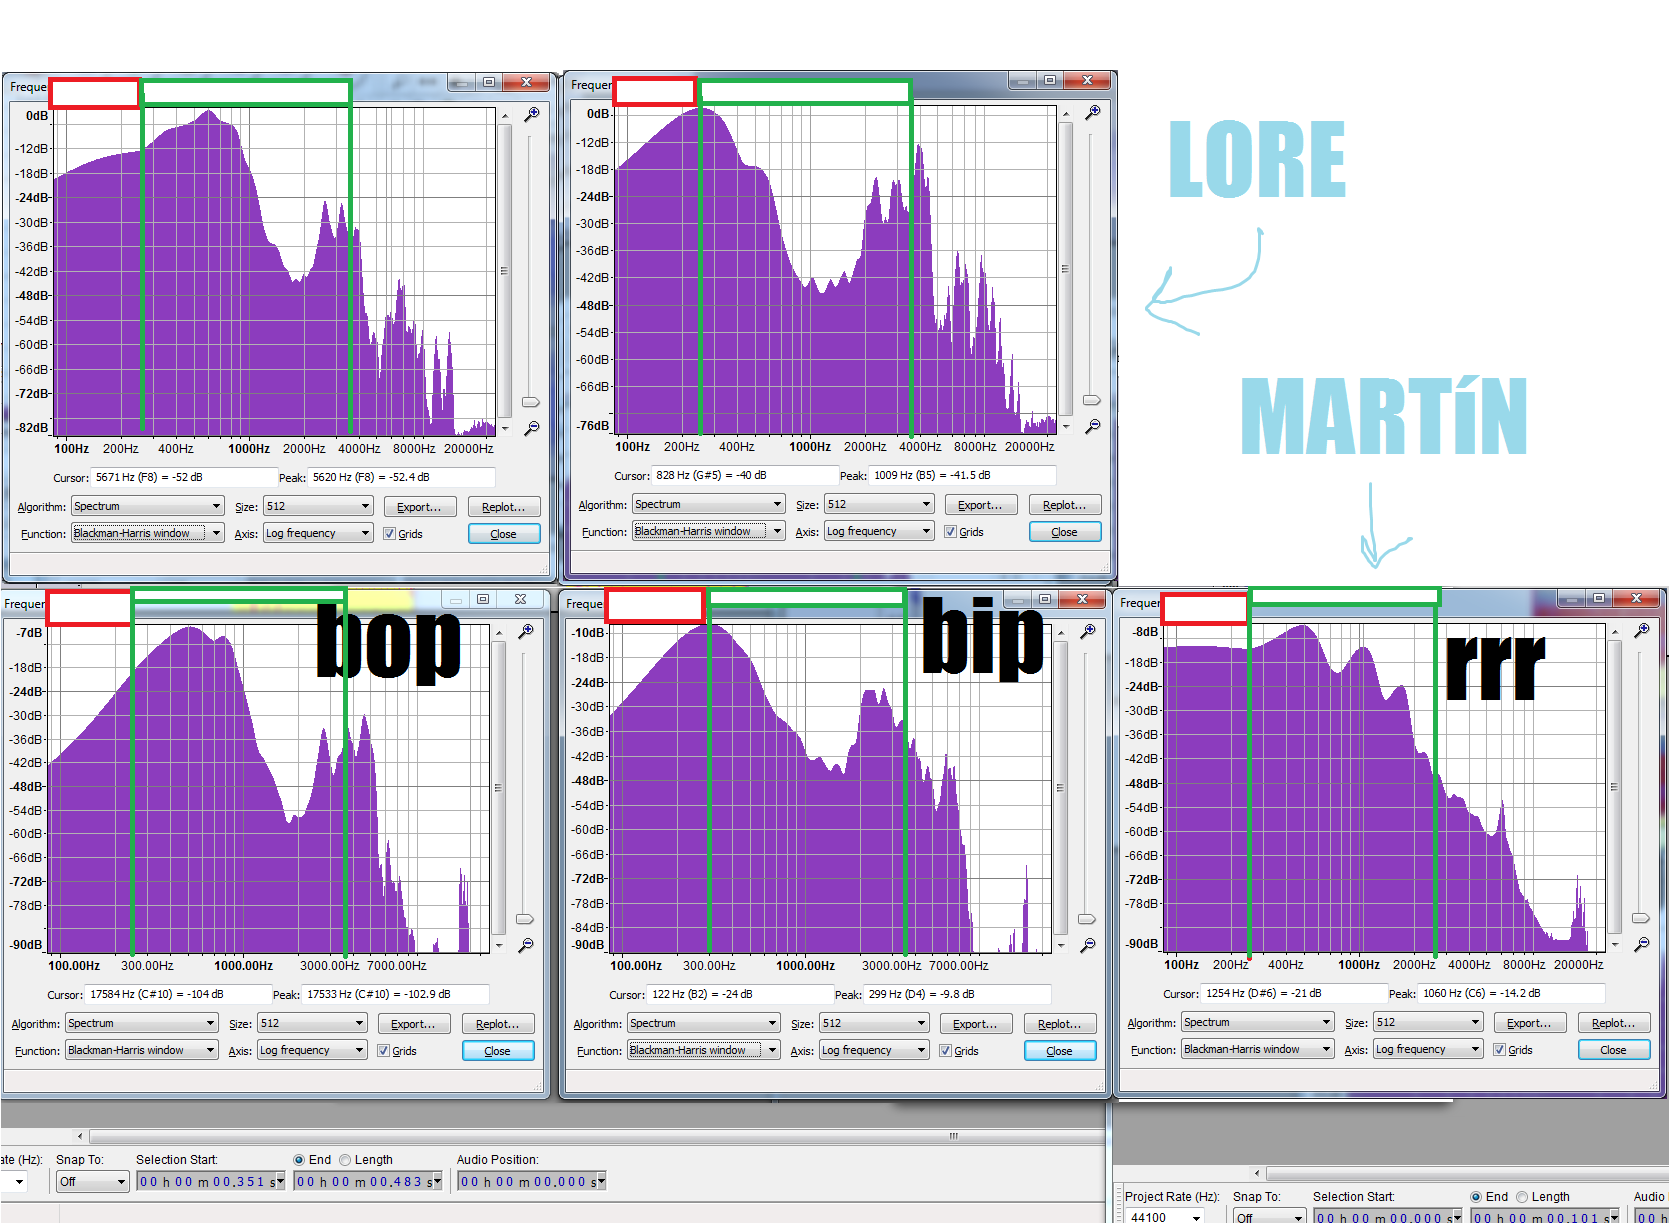 Freque
0dB
-12dB
-18dB
-24dB
-30dB
-36dB
-42dB
-48dB
-54dB
-60dB
-66dB
-72dB
-82dB
100Hz 200Hz 400Hz 1000Hz 2000Hz 4000Hz 20000Hz
Cursor: 5671 Hz (F8) = -52 dB Peak: 5620 Hz (F8) = -52.4 dB
Algorithm: Spectrum Size: 512 Export... Replot...
Function: Blackman-Harris window Axis: Log frequency Grids Close
Frequer
0dB
-12dB
-18dB
-24dB
-30dB
-36dB
-42dB
-48dB
-54dB
-60dB
-66dB
-76dB
100Hz 200Hz 400Hz 1000Hz 2000Hz 4000Hz 20000Hz
Cursor: 828 Hz (G#5) = -40 dB Peak: 1009 Hz (B5) = -41.5 dB
Algorithm: Spectrum Size: 512 Export... Replot...
Function: Blackman-Harris window Axis: Log frequency Grids Close
LORE
MARTíN
Frequer
bop
-7dB
-18dB
-24dB
-30dB
-36dB
-42dB
-48dB
-54dB
-60dB
-66dB
-72dB
-78dB
-90dB
100.00Hz 300.00Hz 1000.00Hz 3000.00Hz 7000.00Hz
Cursor: 17584 Hz (C#10) = -104 dB Peak: 17533 Hz (C#10) = -102.9 dB
Algorithm: Spectrum Size: 512 Export... Replot...
Function: Blackman-Harris window Axis: Log frequency Grids Close
Frequer
bip
-10dB
-18dB
-24dB
-30dB
-36dB
-42dB
-48dB
-54dB
-60dB
-66dB
-72dB
-78dB
-84dB
-90dB
100.00Hz 300.00Hz 1000.00Hz 3000.00Hz 7000.00Hz
Cursor: 122 Hz (B2) = -24 dB Peak: 299 Hz (D4) = -9.8 dB
Algorithm: Spectrum Size: 512 Export... Replot...
Function: Blackman-Harris window Axis: Log frequency Grids Close
Frequer
rrr
-8dB
-18dB
-24dB
-30dB
-36dB
-42dB
-48dB
-54dB
-60dB
-66dB
-72dB
-78dB
-90dB
100Hz 200Hz 400Hz 1000Hz 2000Hz 4000Hz 8000Hz 20000Hz
Cursor: 1254 Hz (D#6) = -21 dB Peak: 1060 Hz (C6) = -14.2 dB
Algorithm: Spectrum Size: 512 Export... Replot...
Function: Blackman-Harris window Axis: Log frequency Grids Close
ate (Hz): Snap To: Selection Start: End Length Audio Position:
Off 00 h 00 m 00.351 s 00 h 00 m 00.483 s 00 h 00 m 00.000 s
Project Rate (Hz): Snap To: Selection Start: End Length Audio
44100 Off 00 h 00 m 00.000 s 00 h 00 m 00.101 s 00 h